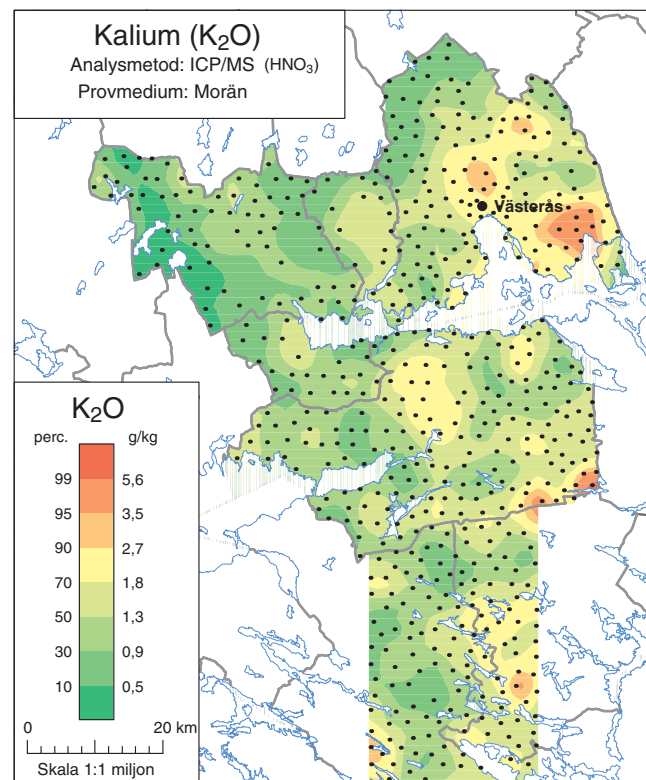 Kalium (K₂O)
Analysmetod: ICP/MS (HNO₃)
Provmedium: Morän
Västerås
K₂O
perc. g/kg
99 5,6
95 3,5
90 2,7
70 1,8
50 1,3
30 0,9
10 0,5
0 20 km
Skala 1:1 miljon